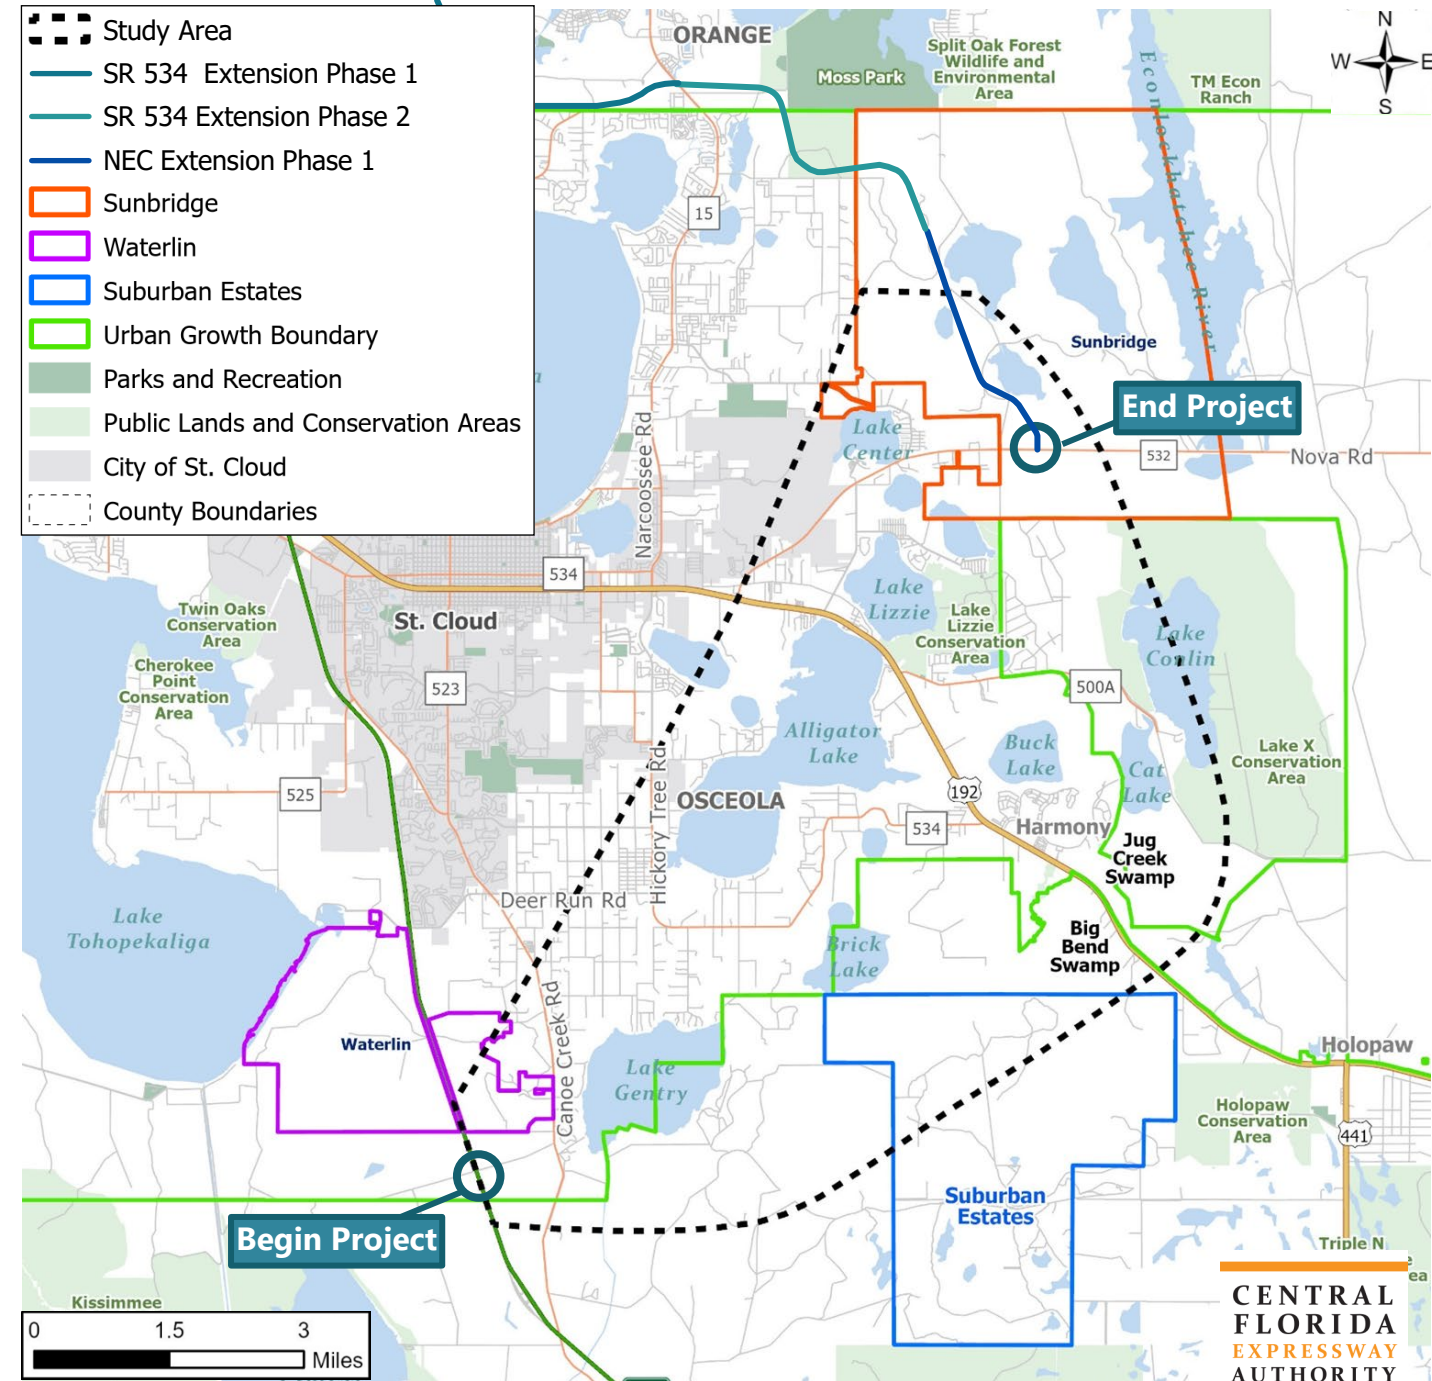 Study Area
SR 534 Extension Phase 1
SR 534 Extension Phase 2
NEC Extension Phase 1
Sunbridge
Waterlin
Suburban Estates
Urban Growth Boundary
Parks and Recreation
Public Lands and Conservation Areas
City of St. Cloud
County Boundaries
ORANGE
Moss Park
Split Oak Forest
Wildlife and
Environmental
Area
TM Econ
Ranch
N
W
E
S
Econlockhatchee River
15
Sunbridge
End Project
Lake
Center
532
Nova Rd
Narcoossee Rd
534
St. Cloud
Twin Oaks
Conservation
Area
Cherokee
Point
Conservation
Area
523
Lake
Lizzie
Lake
Lizzie
Conservation
Area
Lake
Conlin
500A
Alligator
Lake
Buck
Lake
Cat
Lake
Lake X
Conservation
Area
525
Hickory Tree Rd
OSCEOLA
192
534
Harmony
Jug
Creek
Swamp
Deer Run Rd
Lake
Tohopekaliga
Brick
Lake
Big
Bend
Swamp
Waterlin
Canoe Creek Rd
Lake
Gentry
Holopaw
Holopaw
Conservation
Area
441
Suburban
Estates
Begin Project
Triple N
Kissimmee
0 1.5 3
Miles
CENTRAL
FLORIDA
EXPRESSWAY
AUTHORITY